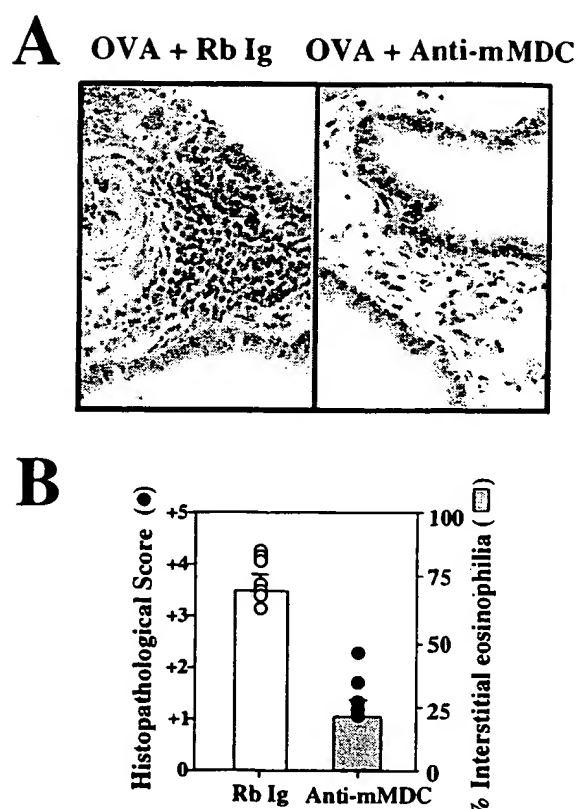 A
OVA + Rb Ig OVA + Anti-mMDC
B
Histopathological Score (●)
+5
+4
+3
+2
+1
0
100
75
50
25
0
% Interstitial eosinophilia ( )
Rb Ig Anti-mMDC